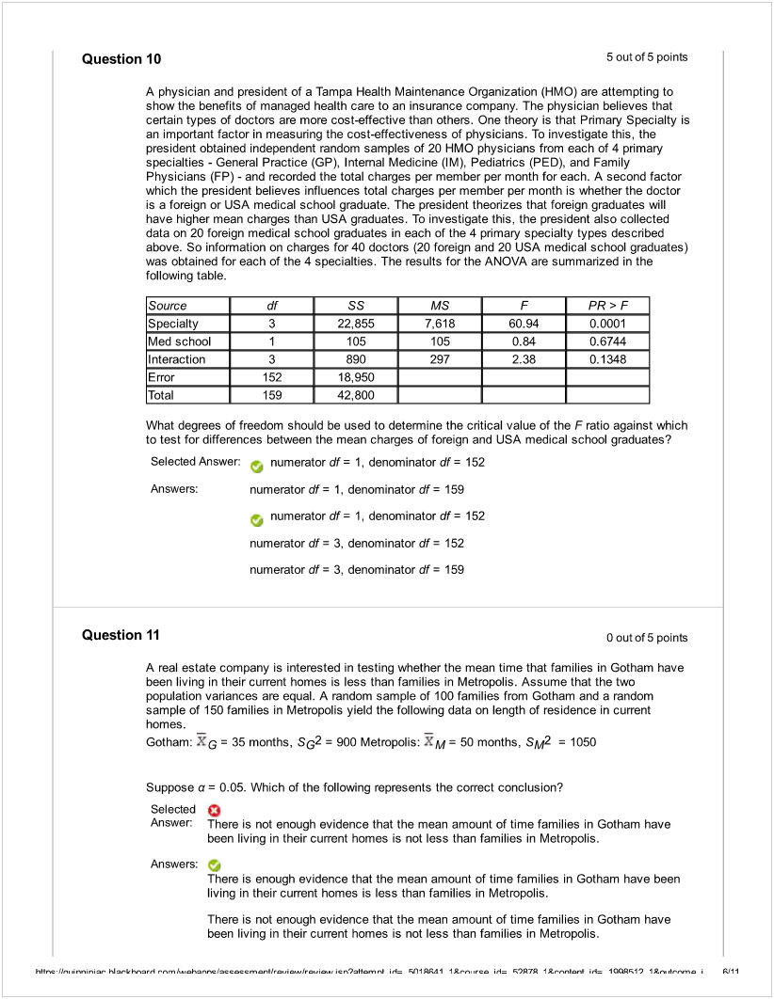 Question 10
5 out of 5 points
A physician and president of a Tampa Health Maintenance Organization (HMO) are attempting to
show the benefits of managed health care to an insurance company. The physician believes that
certain types of doctors are more cost-effective than others. One theory is that Primary Specialty is
an important factor in measuring the cost-effectiveness of physicians. To investigate this, the
president obtained independent random samples of 20 HMO physicians from each of 4 primary
specialties - General Practice (GP), Internal Medicine (IM), Pediatrics (PED), and Family
Physicians (FP) - and recorded the total charges per member per month for each. A second factor
which the president believes influences total charges per member per month is whether the doctor
is a foreign or USA medical school graduate. The president theorizes that foreign graduates will
have higher mean charges than USA graduates. To investigate this, the president also collected
data on 20 foreign medical school graduates in each of the 4 primary specialty types described
above. So information on charges for 40 doctors (20 foreign and 20 USA medical school graduates)
was obtained for each of the 4 specialties. The results for the ANOVA are summarized in the
following table.
Source df SS MS F PR > F
Specialty 3 22,855 7,618 60.94 0.0001
Med school 1 105 105 0.84 0.6744
Interaction 3 890 297 2.38 0.1348
Error 152 18,950
Total 159 42,800
What degrees of freedom should be used to determine the critical value of the F ratio against which
to test for differences between the mean charges of foreign and USA medical school graduates?
Selected Answer: numerator df = 1, denominator df = 152
Answers: numerator df = 1, denominator df = 159
numerator df = 1, denominator df = 152
numerator df = 3, denominator df = 152
numerator df = 3, denominator df = 159
Question 11
0 out of 5 points
A real estate company is interested in testing whether the mean time that families in Gotham have
been living in their current homes is less than families in Metropolis. Assume that the two
population variances are equal. A random sample of 100 families from Gotham and a random
sample of 150 families in Metropolis yield the following data on length of residence in current
homes.
Gotham: X̅G = 35 months, SG2 = 900 Metropolis: X̅M = 50 months, SM2 = 1050
Suppose α = 0.05. Which of the following represents the correct conclusion?
Selected
Answer: There is not enough evidence that the mean amount of time families in Gotham have
been living in their current homes is not less than families in Metropolis.
Answers:
There is enough evidence that the mean amount of time families in Gotham have been
living in their current homes is less than families in Metropolis.
There is not enough evidence that the mean amount of time families in Gotham have
been living in their current homes is not less than families in Metropolis.
6/11